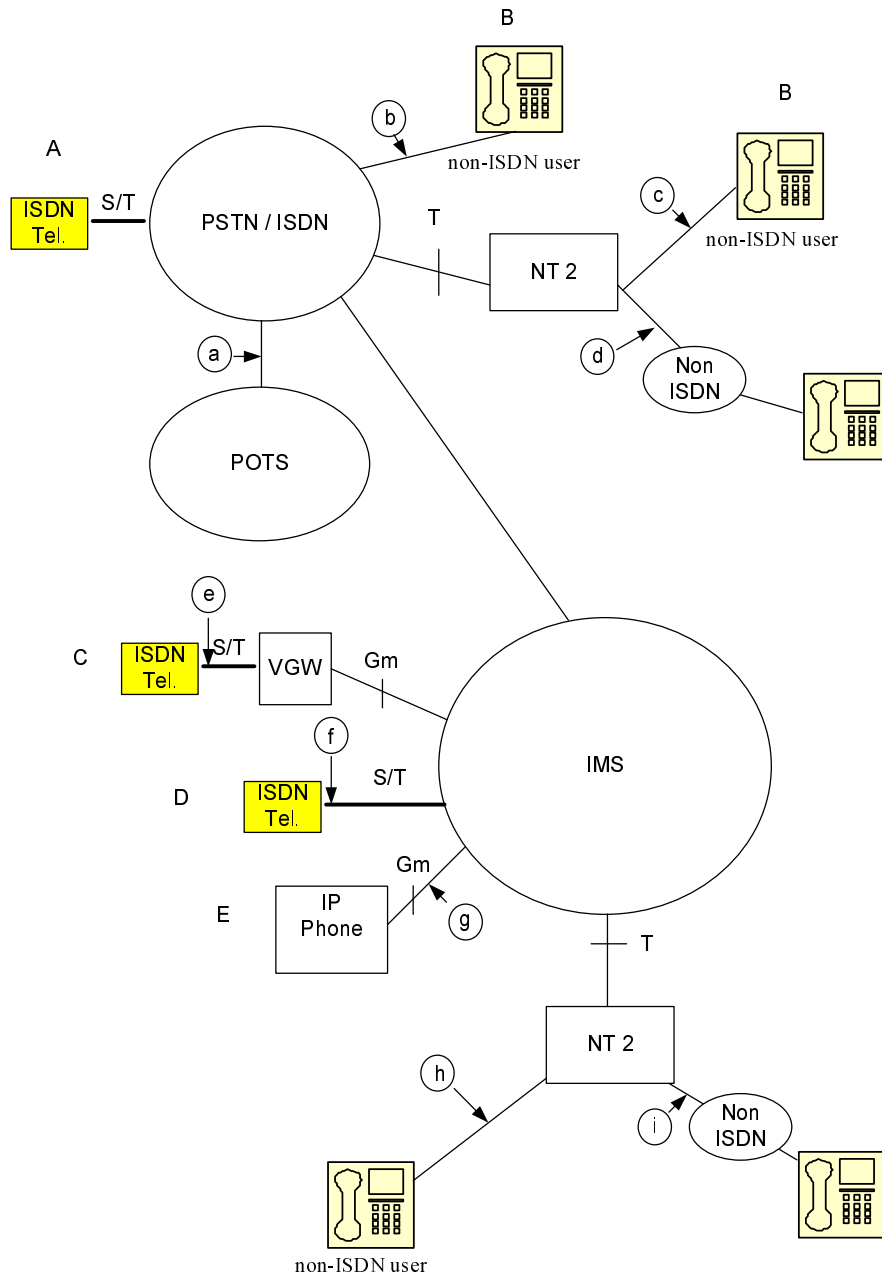 B
b
non-ISDN user
B
A
S/T
ISDN
Tel.
PSTN / ISDN
T
c
non-ISDN user
NT 2
a
d
Non
ISDN
POTS
e
C
ISDN
Tel.
S/T
VGW
Gm
f
IMS
D
ISDN
Tel.
S/T
Gm
E
IP
Phone
g
T
NT 2
h
i
Non
ISDN
non-ISDN user